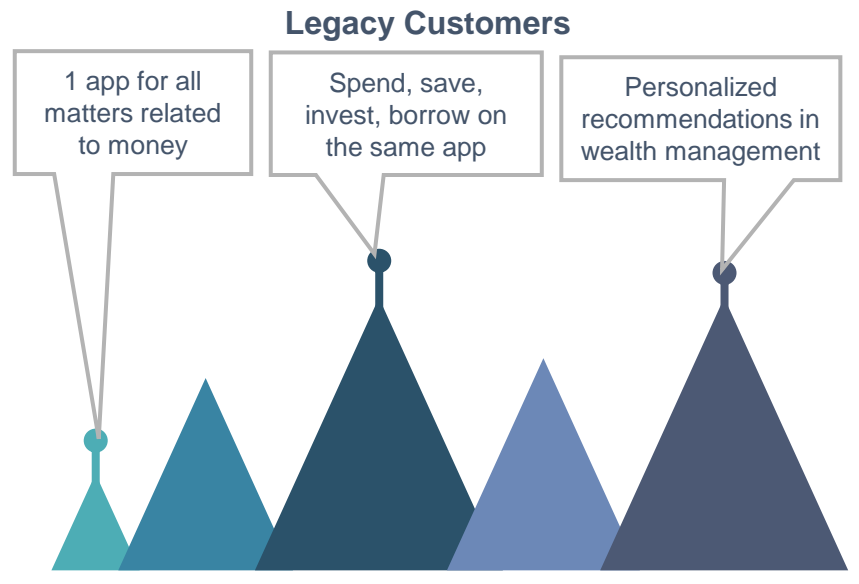 Legacy Customers
1 app for all
matters related
to money
Spend, save,
invest, borrow on
the same app
Personalized
recommendations in
wealth management